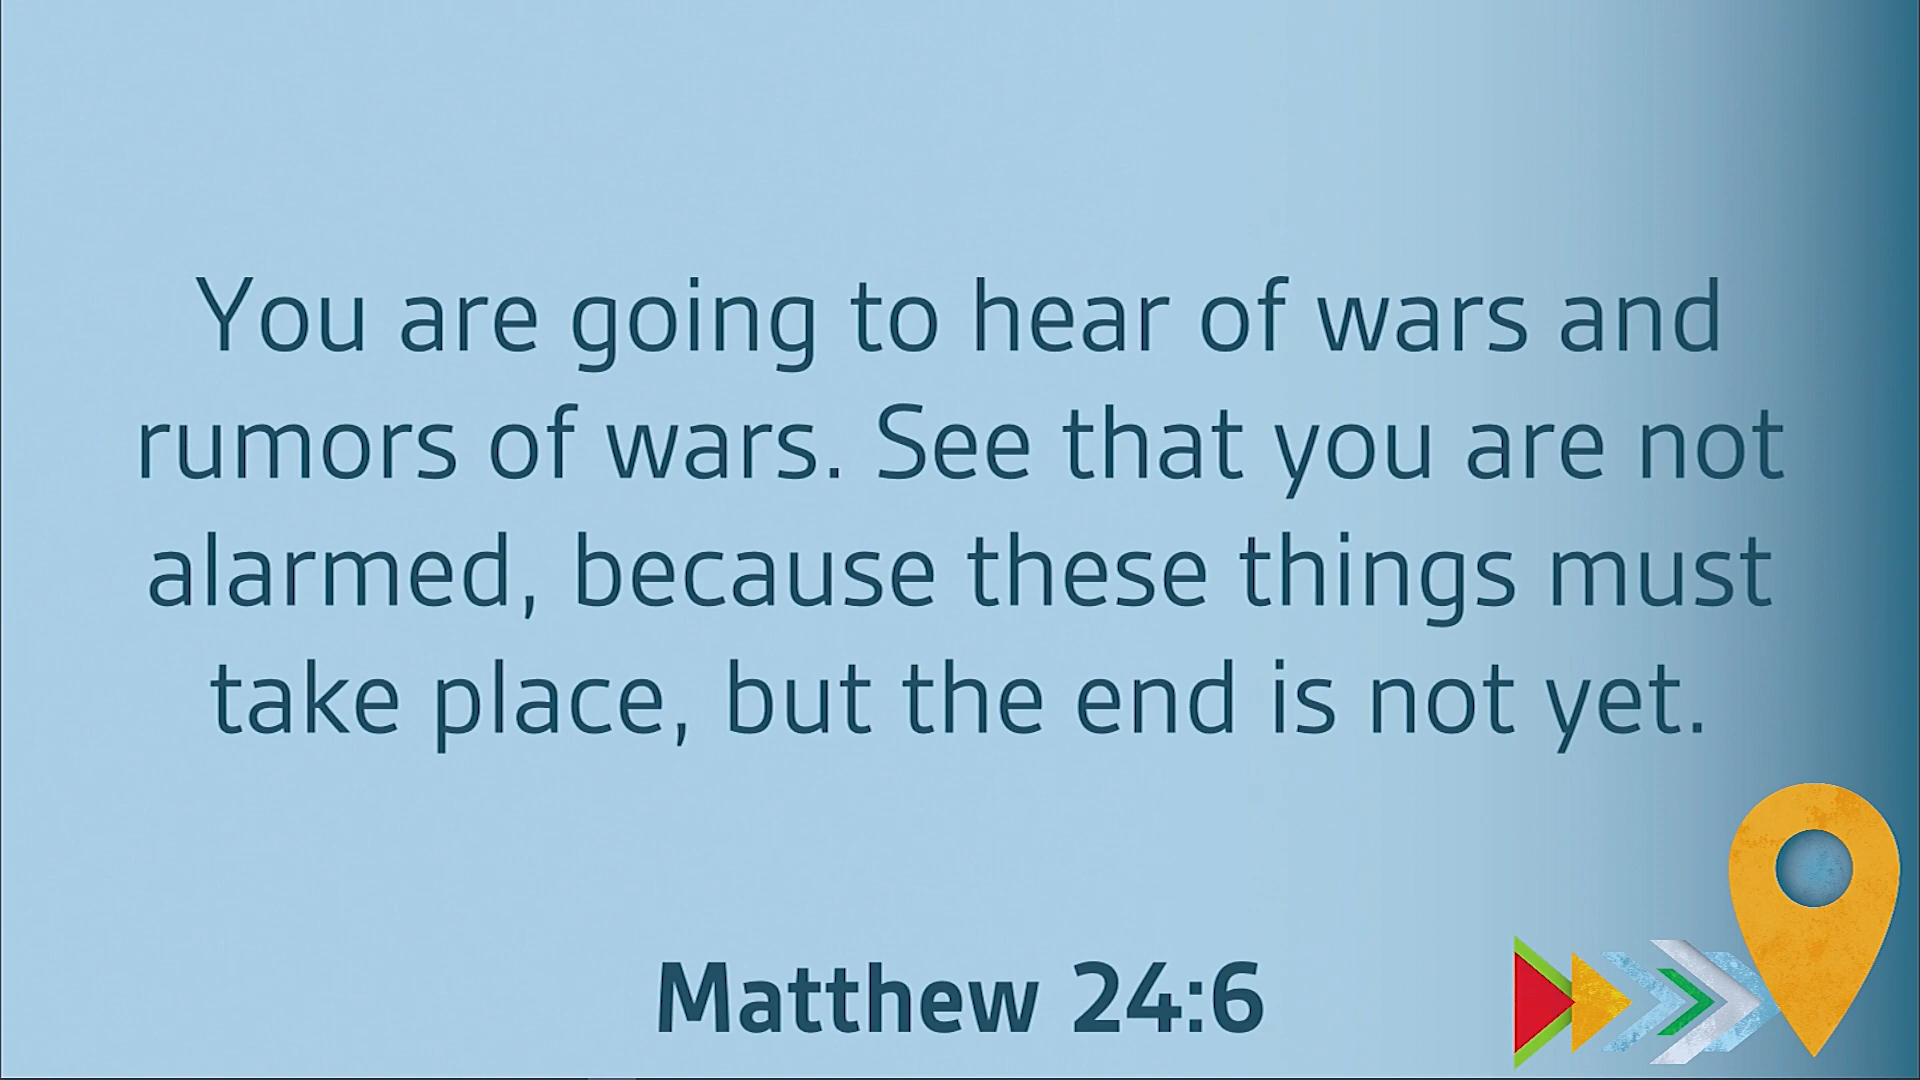 You are going to hear of wars and
rumors of wars. See that you are not
alarmed, because these things must
take place, but the end is not yet.
Matthew 24:6